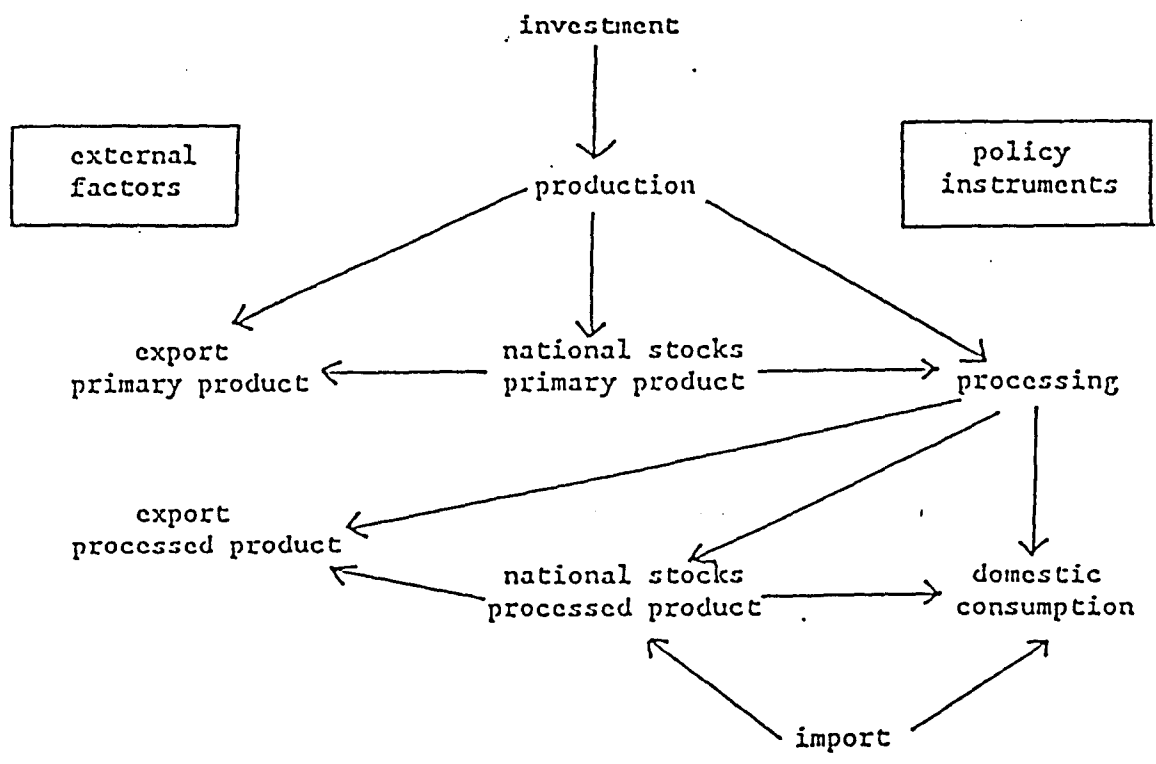 investment
external
factors
policy
instruments
production
export
primary product
national stocks
primary product
processing
export
processed product
national stocks
processed product
domestic
consumption
import